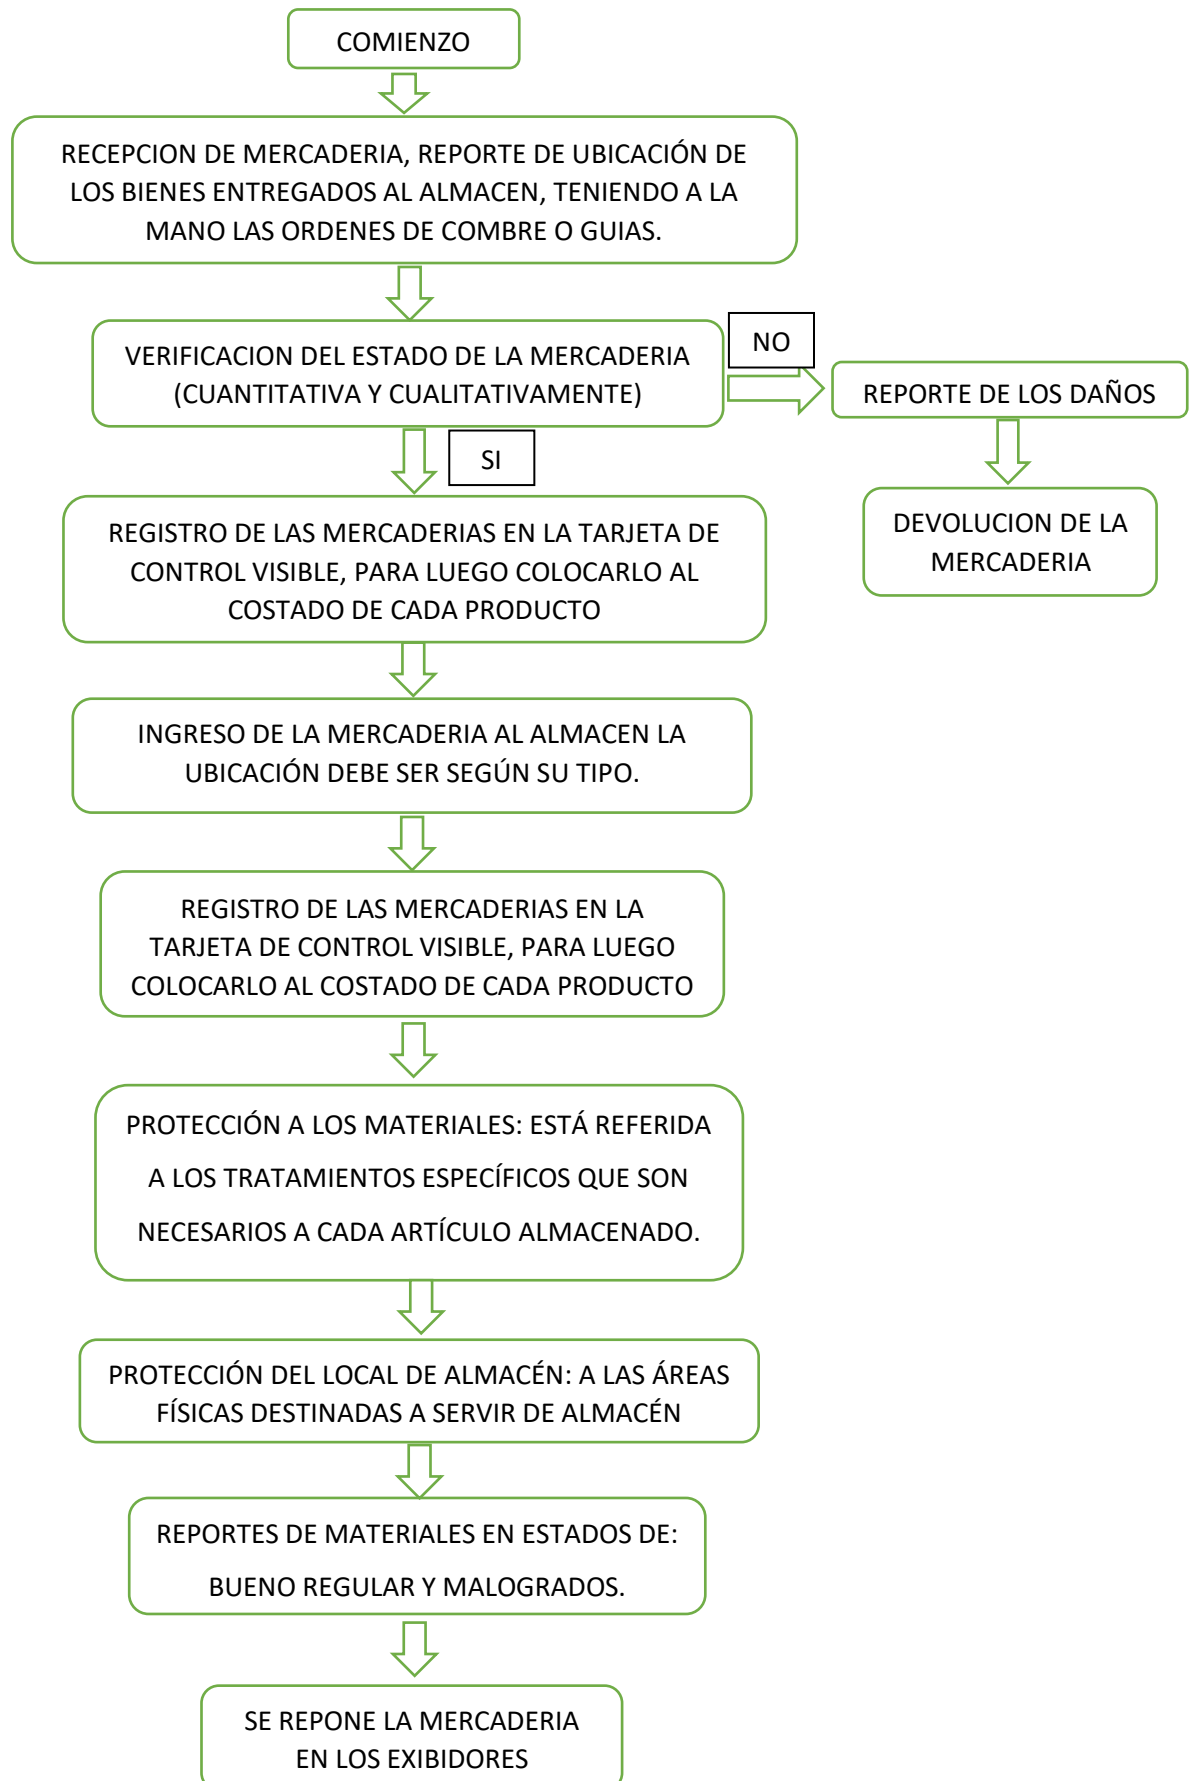 COMIENZO
RECEPCION DE MERCADERIA, REPORTE DE UBICACIÓN DE
LOS BIENES ENTREGADOS AL ALMACEN, TENIENDO A LA
MANO LAS ORDENES DE COMBRE O GUIAS.
VERIFICACION DEL ESTADO DE LA MERCADERIA
(CUANTITATIVA Y CUALITATIVAMENTE)
NO
REPORTE DE LOS DAÑOS
SI
DEVOLUCION DE LA
MERCADERIA
REGISTRO DE LAS MERCADERIAS EN LA TARJETA DE
CONTROL VISIBLE, PARA LUEGO COLOCARLO AL
COSTADO DE CADA PRODUCTO
INGRESO DE LA MERCADERIA AL ALMACEN LA
UBICACIÓN DEBE SER SEGÚN SU TIPO.
REGISTRO DE LAS MERCADERIAS EN LA
TARJETA DE CONTROL VISIBLE, PARA LUEGO
COLOCARLO AL COSTADO DE CADA PRODUCTO
PROTECCIÓN A LOS MATERIALES: ESTÁ REFERIDA
A LOS TRATAMIENTOS ESPECÍFICOS QUE SON
NECESARIOS A CADA ARTÍCULO ALMACENADO.
PROTECCIÓN DEL LOCAL DE ALMACÉN: A LAS ÁREAS
FÍSICAS DESTINADAS A SERVIR DE ALMACÉN
REPORTES DE MATERIALES EN ESTADOS DE:
BUENO REGULAR Y MALOGRADOS.
SE REPONE LA MERCADERIA
EN LOS EXIBIDORES